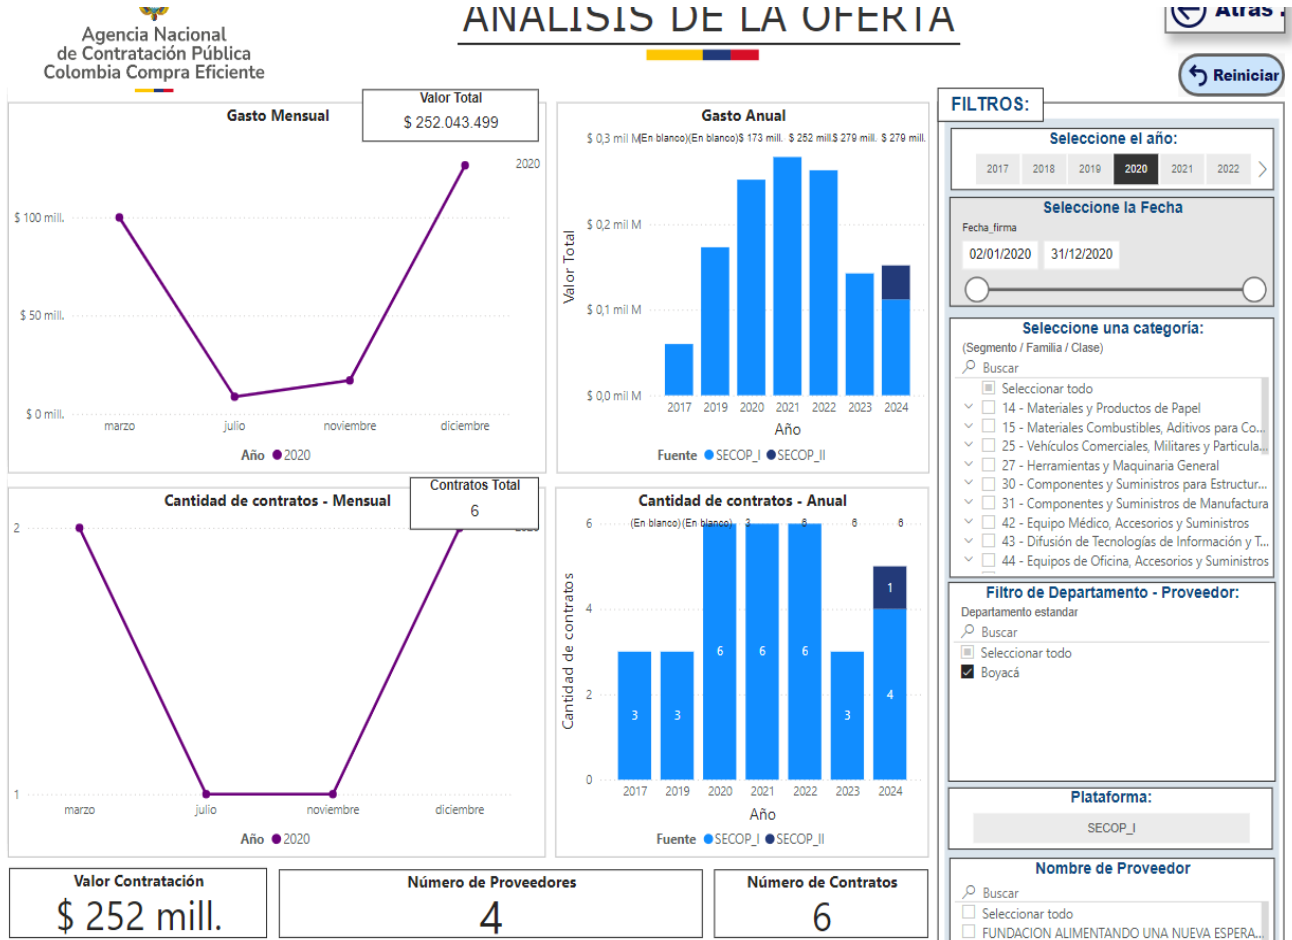 ANALISIS DE LA OFERTA
Atras
Agencia Nacional
de Contratación Pública
Colombia Compra Eficiente
Reiniciar
Gasto Mensual
Valor Total
$ 252.043.499
2020
$ 100 mill.
$ 50 mill.
$ 0 mill.
marzo julio noviembre diciembre
Año 2020
Gasto Anual
$ 0,3 mil M (En blanco) (En blanco) $ 173 mill. $ 252 mill. $ 279 mill. $ 279 mill.
$ 0,2 mil M
$ 0,1 mil M
$ 0,0 mil M
Valor Total
2017 2019 2020 2021 2022 2023 2024
Año
Fuente SECOP_I SECOP_II
Cantidad de contratos - Mensual
Contratos Total
6
2
1
marzo julio noviembre diciembre
Año 2020
Cantidad de contratos - Anual
(En blanco) (En blanco) 3 6 6 6
6
4
2
0
Cantidad de contratos
3 3 6 6 6 3 4 1
2017 2019 2020 2021 2022 2023 2024
Año
Fuente SECOP_I SECOP_II
Valor Contratación
$ 252 mill.
Número de Proveedores
4
Número de Contratos
6
FILTROS:
Seleccione el año:
2017 2018 2019 2020 2021 2022
Seleccione la Fecha
Fecha_firma
02/01/2020 31/12/2020
Seleccione una categoría:
(Segmento / Familia / Clase)
Buscar
Seleccionar todo
14 - Materiales y Productos de Papel
15 - Materiales Combustibles, Aditivos para Co...
25 - Vehículos Comerciales, Militares y Particula...
27 - Herramientas y Maquinaria General
30 - Componentes y Suministros para Estructur...
31 - Componentes y Suministros de Manufactura
42 - Equipo Médico, Accesorios y Suministros
43 - Difusión de Tecnologías de Información y T...
44 - Equipos de Oficina, Accesorios y Suministros
Filtro de Departamento - Proveedor:
Departamento estandar
Buscar
Seleccionar todo
Boyacá
Plataforma:
SECOP_I
Nombre de Proveedor
Buscar
Seleccionar todo
FUNDACION ALIMENTANDO UNA NUEVA ESPERA...